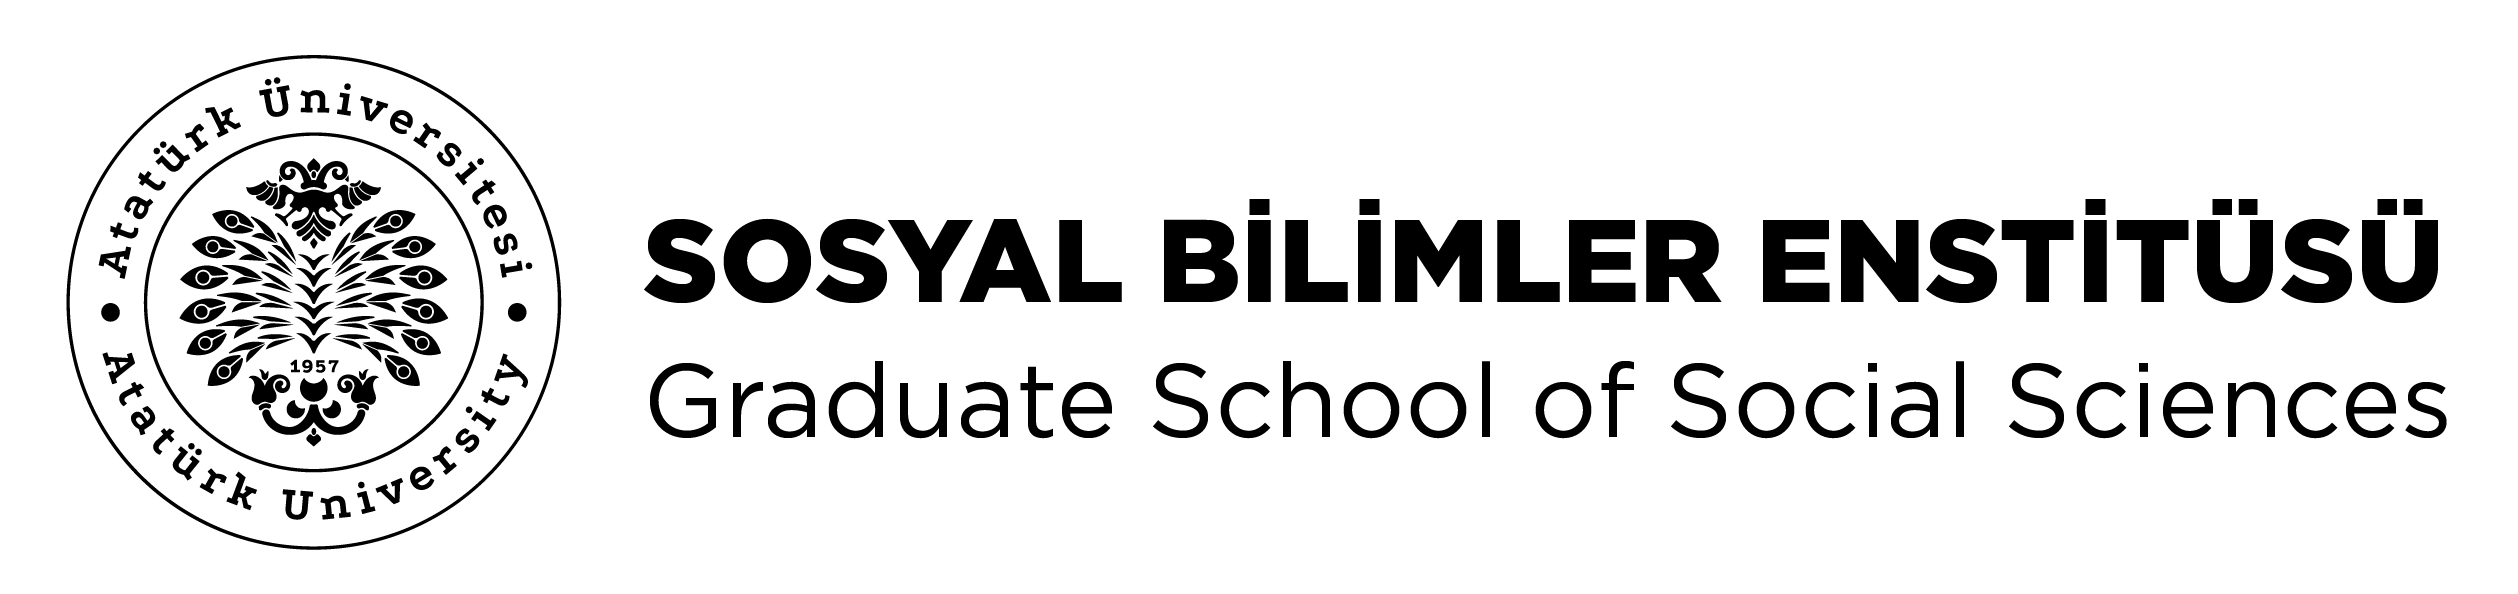 Atatürk Üniversitesi
1957
Atatürk University
SOSYAL BİLİMLER ENSTİTÜSÜ
Graduate School of Social Sciences